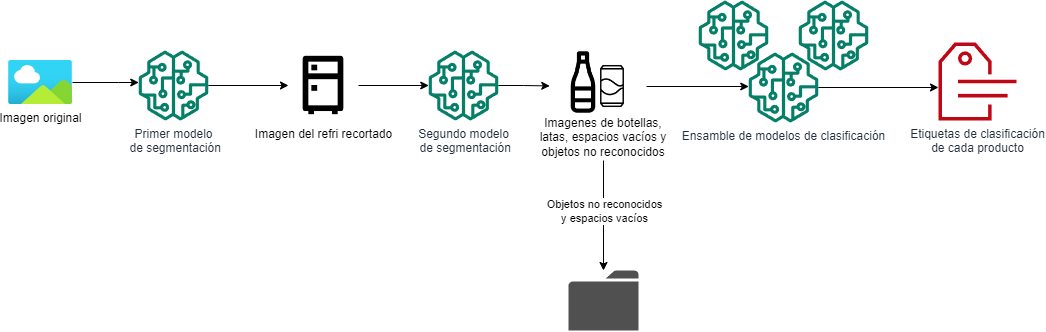 Imagen original
Primer modelo
de segmentación
Imagen del refri recortado
Segundo modelo
de segmentación
Imagenes de botellas,
latas, espacios vacíos y
objetos no reconocidos
Ensamble de modelos de clasificación
Etiquetas de clasificación
de cada producto
Objetos no reconocidos
y espacios vacíos